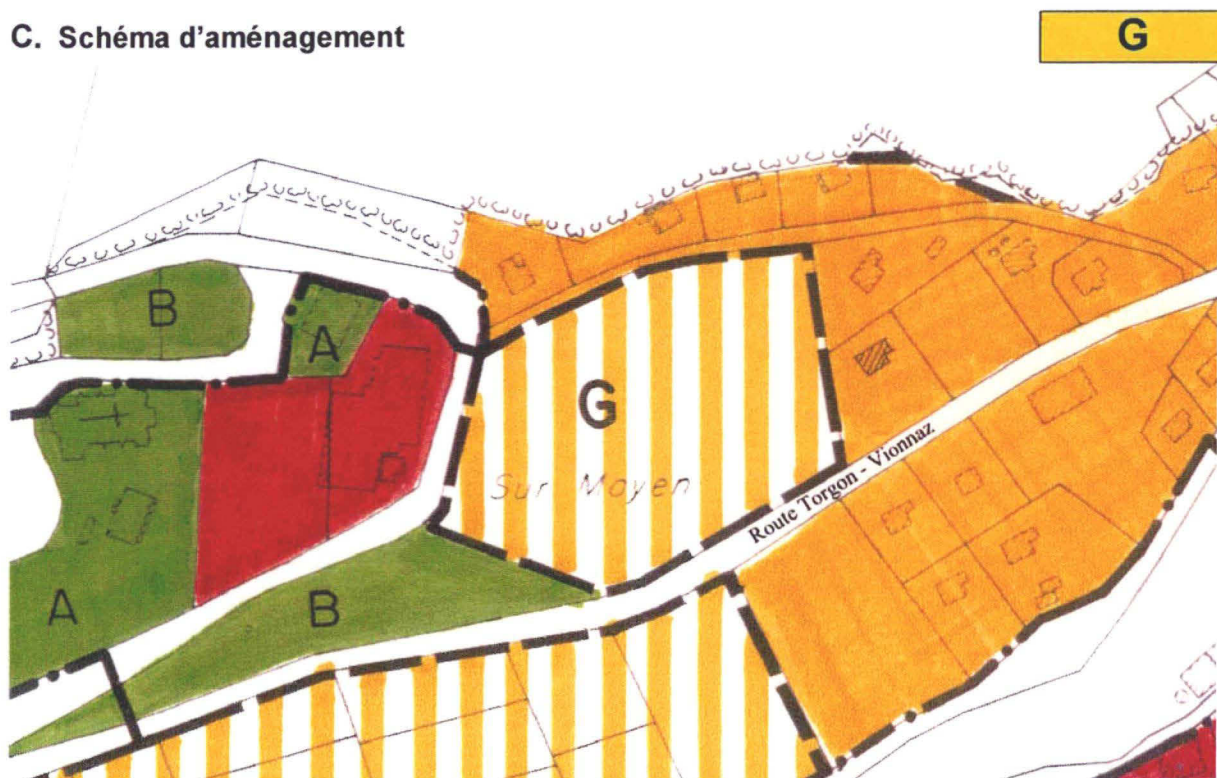 C. Schéma d'aménagement
G
B
A
G
Sur Moyen
Route Torgon - Vionnaz
A
B